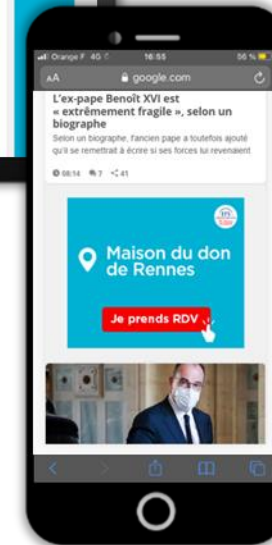 Orange F 4G 16:55 56 %
AA google.com
L'ex-pape Benoît XVI est
« extrêmement fragile », selon un
biographe
Selon un biographe, l'ancien pape a toutefois ajouté
qu'il se remettrait à écrire si ses forces lui revenaient
08:14 7 41
Maison du don
de Rennes
Je prends RDV